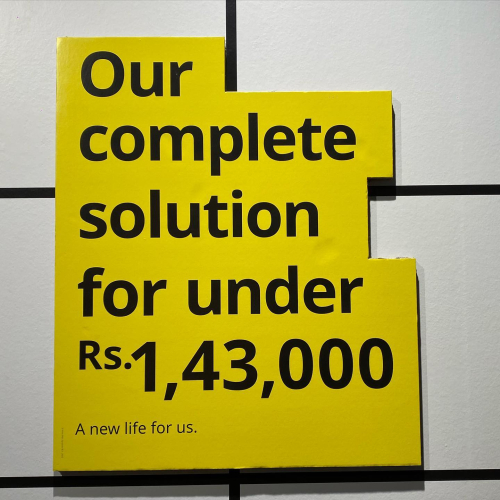 Our
complete
solution
for under
Rs.1,43,000
A new life for us.